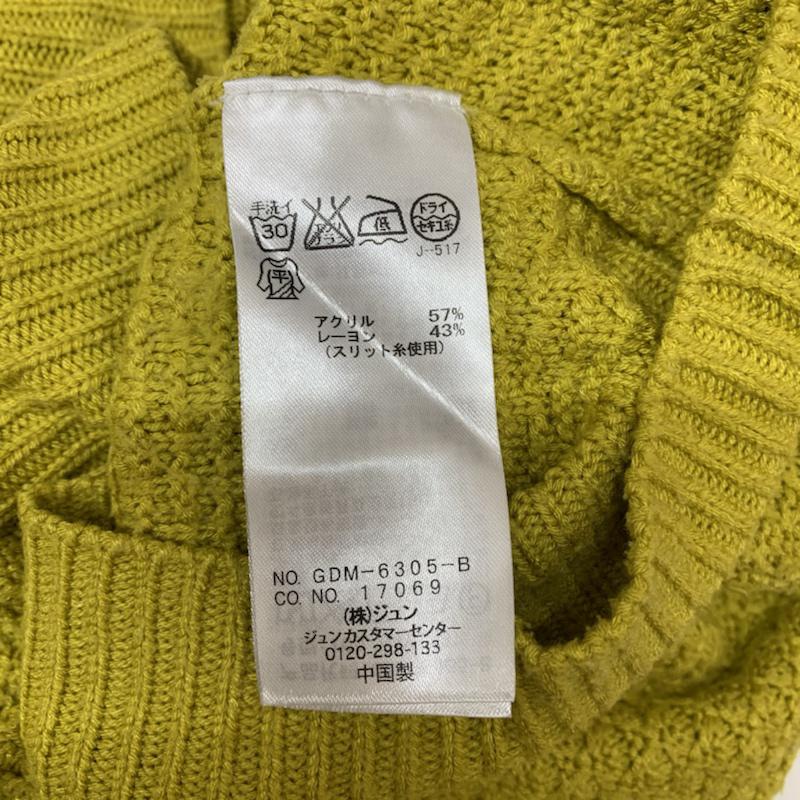 手洗イ
30
低
ドライ
セキユ系
J--517
平
アクリル 57%
レーヨン 43%
(スリット糸使用)
NO. GDM-6305-B
CO. NO. 17069
(株)ジュン
ジュンカスタマーセンター
0120-298-133
中国製